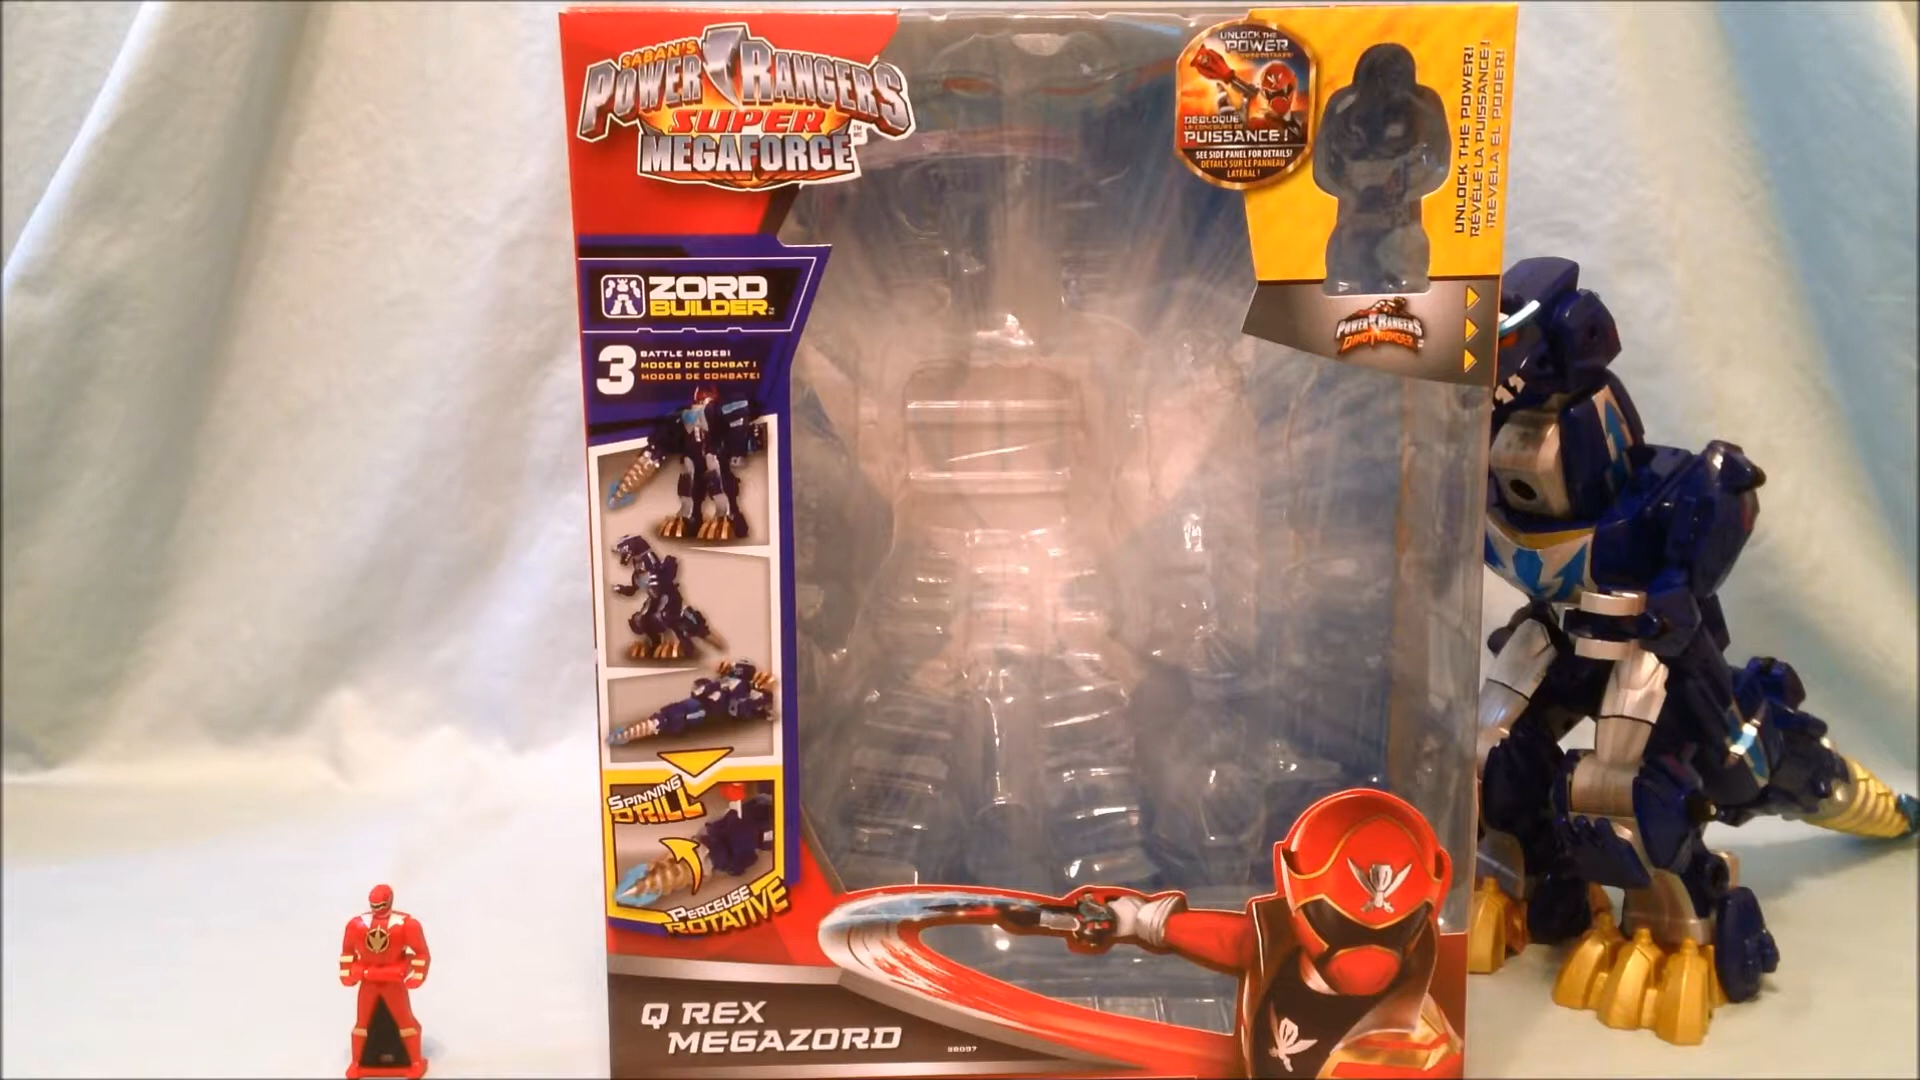 SABAN'S
POWER RANGERS
SUPER
MEGAFORCE
ZORD
BUILDER
3 BATTLE MODES!
MODES DE COMBAT !
MODOS DE COMBATE!
SPINNING
DRILL
PERCEUSE
ROTATIVE
Q REX
MEGAZORD
UNLOCK THE
POWER
DÉBLOQUE
PUISSANCE !
SEE SIDE PANEL FOR DETAILS!
DÉTAILS SUR LE PANNEAU
LATÉRAL !
UNLOCK THE POWER!
RÉVÈLE LA PUISSANCE !
¡REVELA EL PODER!
POWER RANGERS
DINO THUNDER